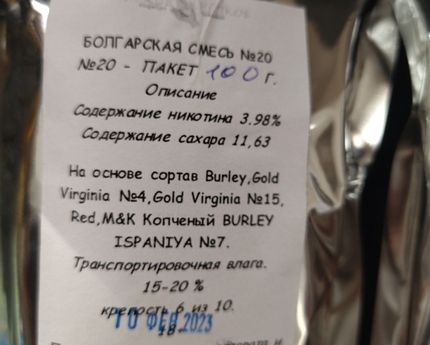 БОЛГАРСКАЯ СМЕСЬ №20
№20 - ПАКЕТ 100 г.
Описание
Содержание никотина 3.98%
Содержание сахара 11,63
На основе сортав Burley,Gold
Virginia №4,Gold Virginia №15,
Red,M&K Копченый BURLEY
ISPANIYA №7.
Транспортировочная влага.
15-20 %
крепость 6 из 10.
10 ФЕВ 2023
18